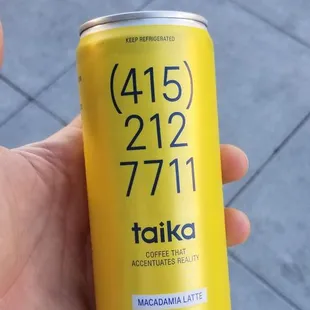 KEEP REFRIGERATED
(415)
212
7711
taika
COFFEE THAT
ACCENTUATES REALITY
MACADAMIA LATTE